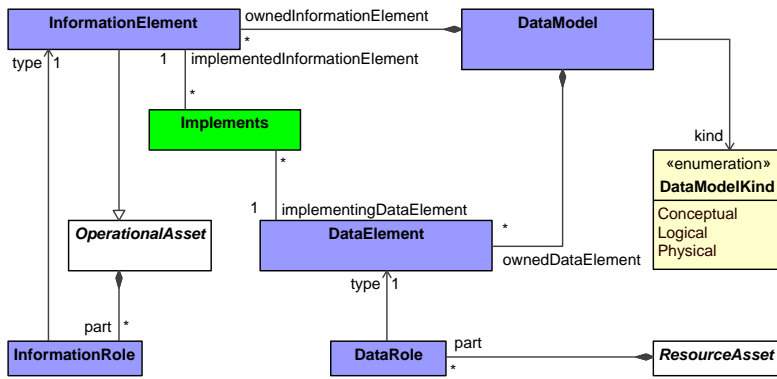 InformationElement
ownedInformationElement
*
DataModel
type 1
1 implementedInformationElement
*
Implements
*
kind
«enumeration»
DataModelKind
Conceptual
Logical
Physical
1 implementingDataElement
OperationalAsset
DataElement
*
ownedDataElement
type 1
part *
InformationRole
DataRole
part
*
ResourceAsset